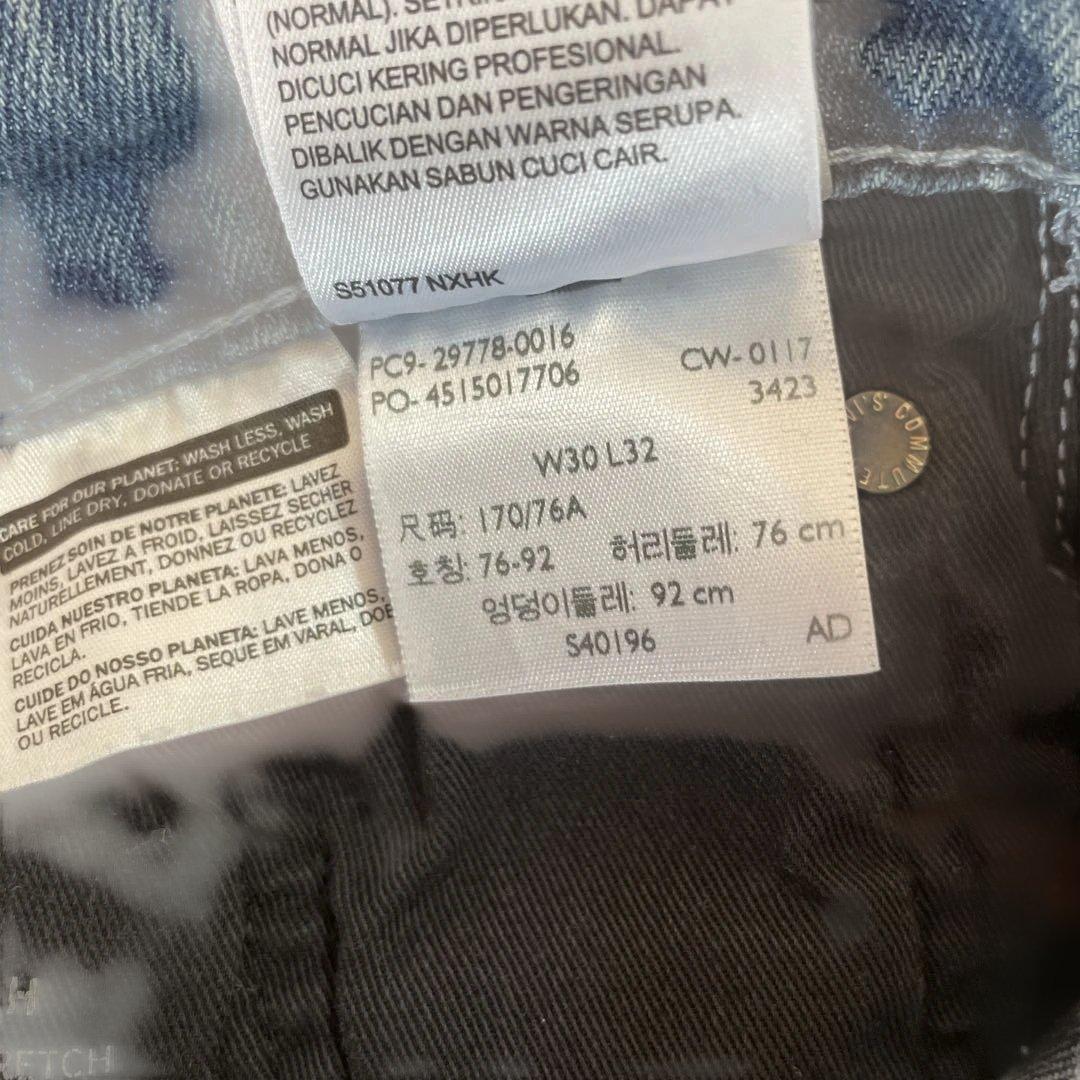 (NORMAL).
NORMAL JIKA DIPERLUKAN. DAPAT
DICUCI KERING PROFESIONAL.
PENCUCIAN DAN PENGERINGAN
DIBALIK DENGAN WARNA SERUPA.
GUNAKAN SABUN CUCI CAIR.
S51077 NXHK
PC9-29778-0016
PO-4515017706
CW-0117
3423
W30 L32
尺码: 170/76A
호칭: 76-92
허리둘레: 76 cm
엉덩이둘레: 92 cm
S40196
AD
CARE FOR OUR PLANET: WASH LESS, WASH
COLD, LINE DRY, DONATE OR RECYCLE
PRENEZ SOIN DE NOTRE PLANETE: LAVEZ
MOINS, LAVEZ A FROID, LAISSEZ SECHER
NATURELLEMENT, DONNEZ OU RECYCLEZ
CUIDA NUESTRO PLANETA: LAVA MENOS,
LAVA EN FRIO, TIENDE LA ROPA, DONA O
RECICLA.
CUIDE DO NOSSO PLANETA: LAVE MENOS,
LAVE EM ÁGUA FRIA, SEQUE EM VARAL, DOE
OU RECICLE.
I'S COMMUTE
H
ETCH